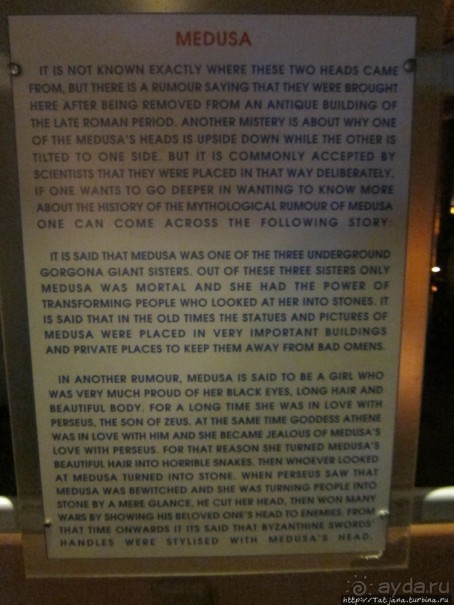 MEDUSA
IT IS NOT KNOWN EXACTLY WHERE THESE TWO HEADS CAME
FROM, BUT THERE IS A RUMOUR SAYING THAT THEY WERE BROUGHT
HERE AFTER BEING REMOVED FROM AN ANTIQUE BUILDING OF
THE LATE ROMAN PERIOD. ANOTHER MISTERY IS ABOUT WHY ONE
OF THE MEDUSA'S HEADS IS UPSIDE DOWN WHILE THE OTHER IS
TILTED TO ONE SIDE. BUT IT IS COMMONLY ACCEPTED BY
SCIENTISTS THAT THEY WERE PLACED IN THAT WAY DELIBERATELY.
IF ONE WANTS TO GO DEEPER IN WANTING TO KNOW MORE
ABOUT THE HISTORY OF THE MYTHOLOGICAL RUMOUR OF MEDUSA
ONE CAN COME ACROSS THE FOLLOWING STORY:
IT IS SAID THAT MEDUSA WAS ONE OF THE THREE UNDERGROUND
GORGONA GIANT SISTERS. OUT OF THESE THREE SISTERS ONLY
MEDUSA WAS MORTAL AND SHE HAD THE POWER OF
TRANSFORMING PEOPLE WHO LOOKED AT HER INTO STONES. IT
IS SAID THAT IN THE OLD TIMES THE STATUES AND PICTURES OF
MEDUSA WERE PLACED IN VERY IMPORTANT BUILDINGS
AND PRIVATE PLACES TO KEEP THEM AWAY FROM BAD OMENS.
IN ANOTHER RUMOUR, MEDUSA IS SAID TO BE A GIRL WHO
WAS VERY MUCH PROUD OF HER BLACK EYES, LONG HAIR AND
BEAUTIFUL BODY. FOR A LONG TIME SHE WAS IN LOVE WITH
PERSEUS, THE SON OF ZEUS. AT THE SAME TIME GODDESS ATHENE
WAS IN LOVE WITH HIM AND SHE BECAME JEALOUS OF MEDUSA'S
LOVE WITH PERSEUS. FOR THAT REASON SHE TURNED MEDUSA'S
BEAUTIFUL HAIR INTO HORRIBLE SNAKES. THEN WHOEVER LOOKED
AT MEDUSA TURNED INTO STONE. WHEN PERSEUS SAW THAT
MEDUSA WAS BEWITCHED AND SHE WAS TURNING PEOPLE INTO
STONE BY A MERE GLANCE, HE CUT HER HEAD, THEN WON MANY
WARS BY SHOWING HIS BELOVED ONE'S HEAD TO ENEMIES. FROM
THAT TIME ONWARDS IT ITS SAID THAT BYZANTHINE SWORDS'
HANDLES WERE STYLISED WITH MEDUSA'S HEAD.
ayda.ru
http://Tatjana.turbina.ru